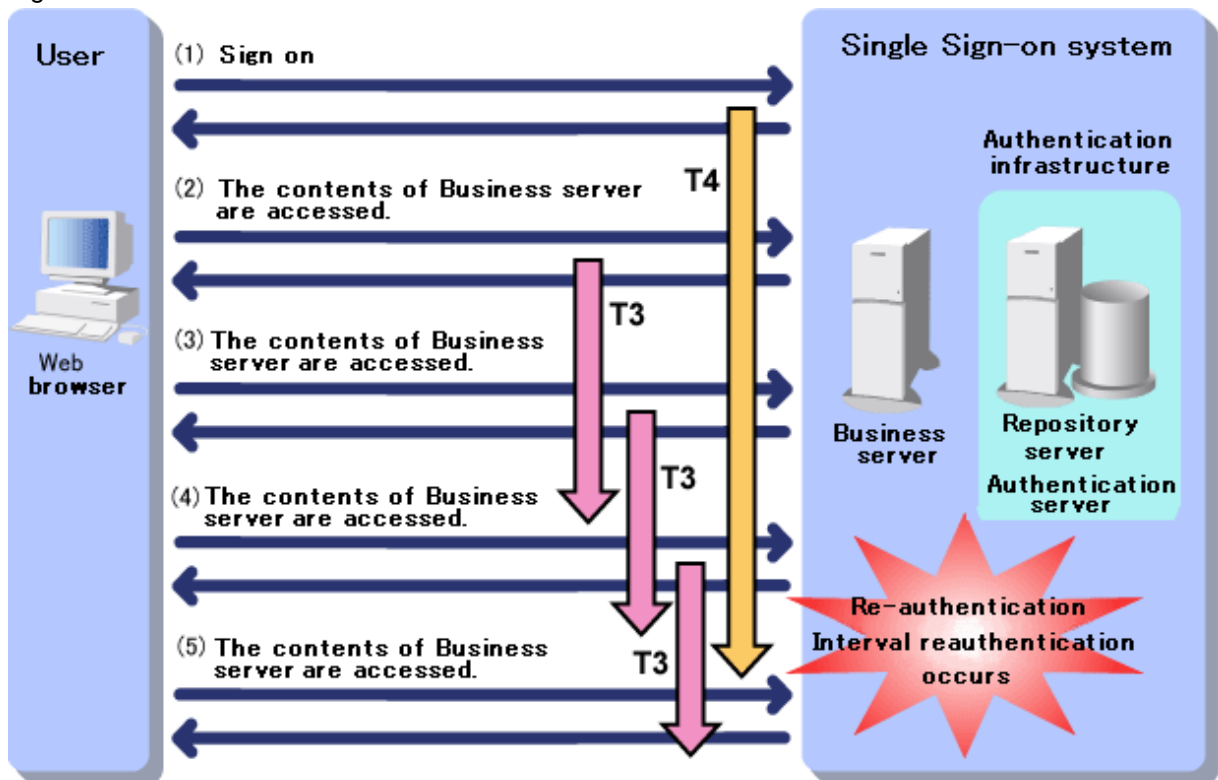 User
Single Sign-on system
(1) Sign on
Authentication
infrastructure
T4
(2) The contents of Business server
are accessed.
T3
(3) The contents of Business
server are accessed.
Web
browser
Business
server
Repository
server
Authentication
server
T3
(4) The contents of Business
server are accessed.
Re-authentication
Interval reauthentication
occurs
(5) The contents of Business
server are accessed.
T3